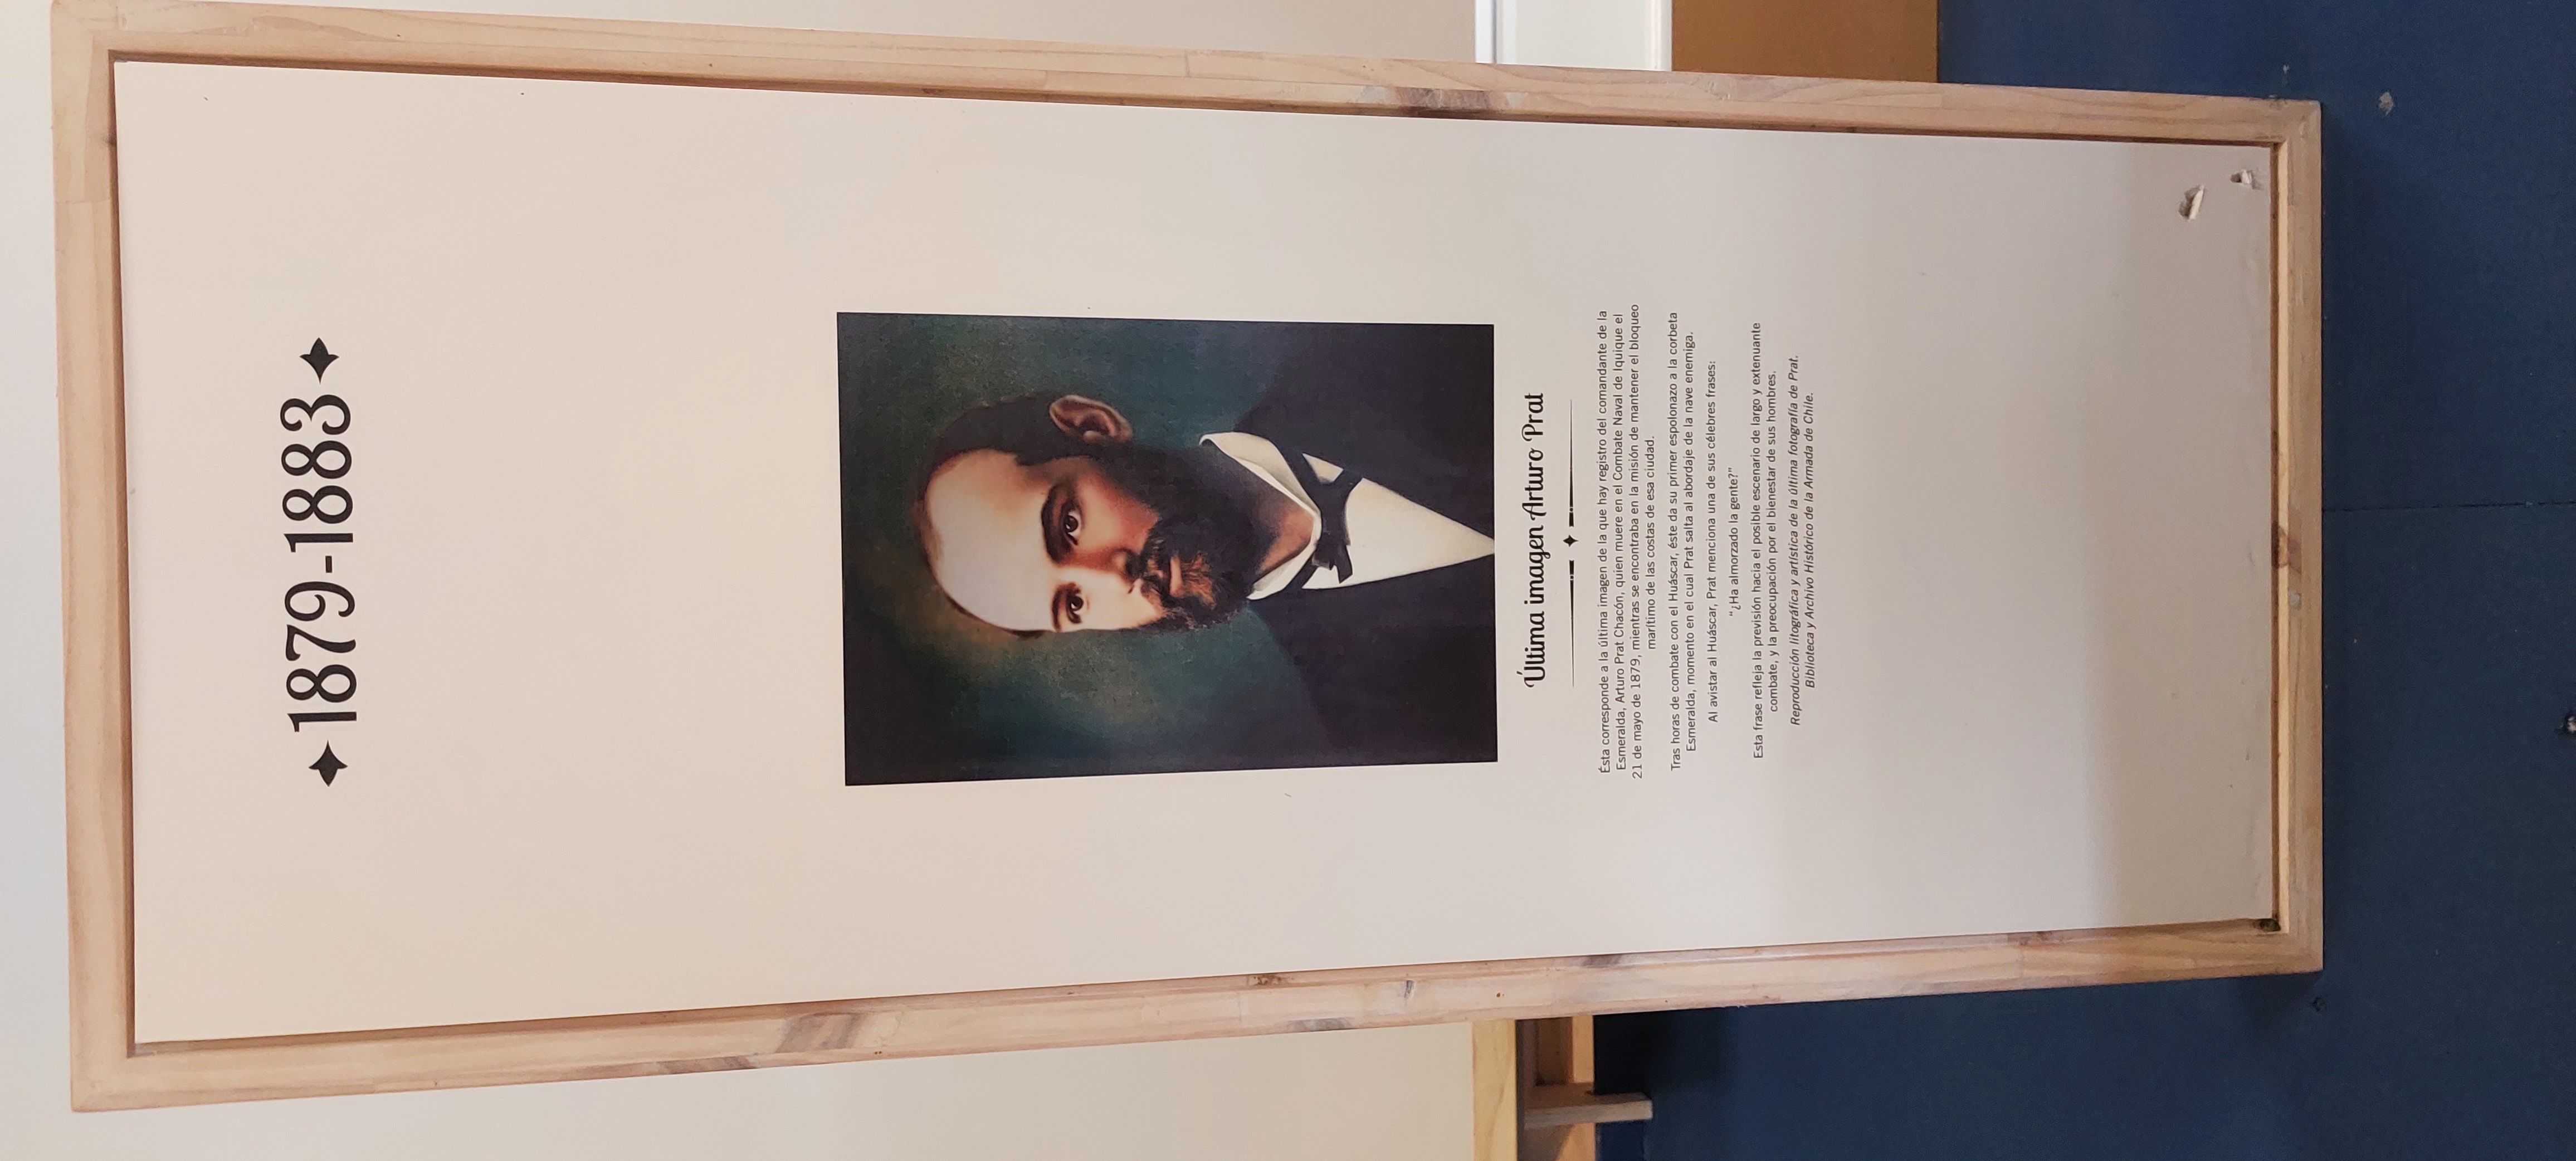 1879-1883
Última imagen Arturo Prat
Ésta corresponde a la última imagen de la que hay registro del comandante de la
Esmeralda, Arturo Prat Chacón, quien muere en el Combate Naval de Iquique el
21 de mayo de 1879, mientras se encontraba en la misión de mantener el bloqueo
marítimo de las costas de esa ciudad.
Tras horas de combate con el Huáscar, éste da su primer espolonazo a la corbeta
Esmeralda, momento en el cual Prat salta al abordaje de la nave enemiga.
Al avistar al Huáscar, Prat menciona una de sus célebres frases:
"¿Ha almorzado la gente?"
Esta frase refleja la previsión hacia el posible escenario de largo y extenuante
combate, y la preocupación por el bienestar de sus hombres.
Reproducción litográfica y artística de la última fotografía de Prat.
Biblioteca y Archivo Histórico de la Armada de Chile.